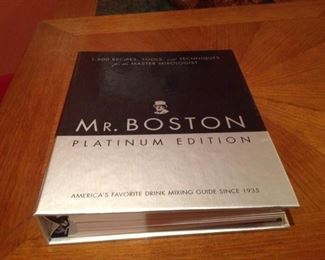 1,500 RECIPES, TOOLS, and TECHNIQUES
for the MASTER MIXOLOGIST
MR. BOSTON
PLATINUM EDITION
AMERICA'S FAVORITE DRINK MIXING GUIDE SINCE 1935